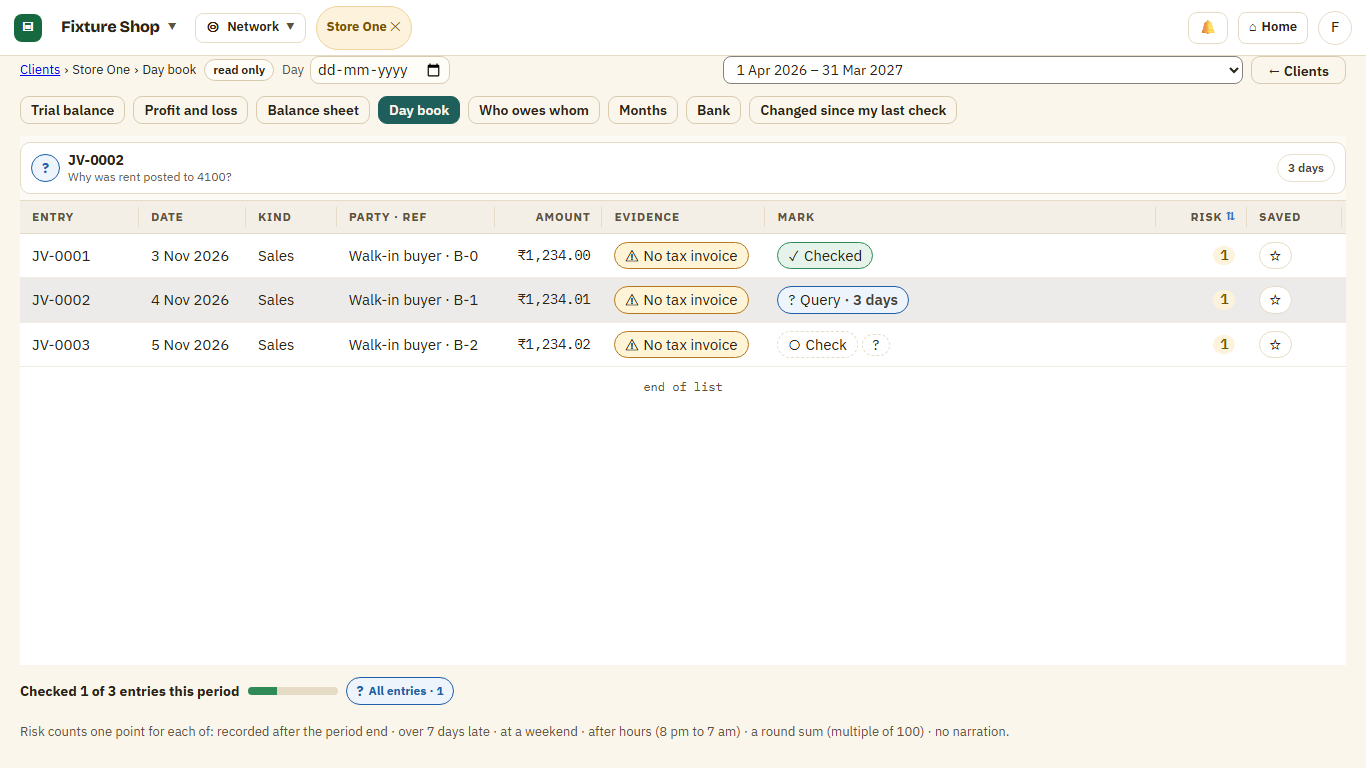 Fixture Shop ▼ Network ▼ Store One ✕ Home F
Clients › Store One › Day book read only Day dd-mm-yyyy 1 Apr 2026 – 31 Mar 2027 ← Clients
Trial balance Profit and loss Balance sheet Day book Who owes whom Months Bank Changed since my last check
? JV-0002 3 days
Why was rent posted to 4100?
ENTRY DATE KIND PARTY · REF AMOUNT EVIDENCE MARK RISK ⇅ SAVED
JV-0001 3 Nov 2026 Sales Walk-in buyer · B-0 ₹1,234.00 ⚠ No tax invoice ✓ Checked 1 ☆
JV-0002 4 Nov 2026 Sales Walk-in buyer · B-1 ₹1,234.01 ⚠ No tax invoice ? Query · 3 days 1 ☆
JV-0003 5 Nov 2026 Sales Walk-in buyer · B-2 ₹1,234.02 ⚠ No tax invoice ○ Check ? 1 ☆
end of list
Checked 1 of 3 entries this period ? All entries · 1
Risk counts one point for each of: recorded after the period end · over 7 days late · at a weekend · after hours (8 pm to 7 am) · a round sum (multiple of 100) · no narration.